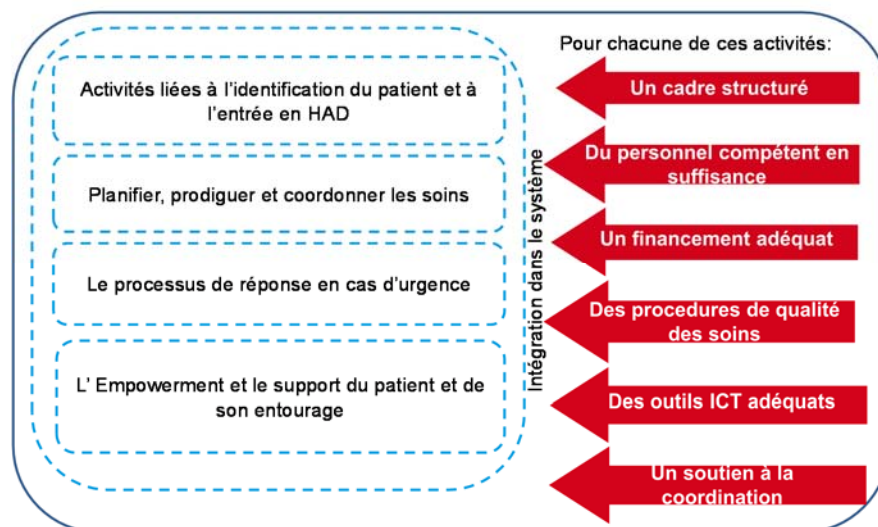 Activités liées à l'identification du patient et à
l'entrée en HAD
Planifier, prodiguer et coordonner les soins
Le processus de réponse en cas d'urgence
L' Empowerment et le support du patient et de
son entourage
Intégration dans le système
Pour chacune de ces activités:
Un cadre structuré
Du personnel compétent en
suffisance
Un financement adéquat
Des procedures de qualité
des soins
Des outils ICT adéquats
Un soutien à la
coordination